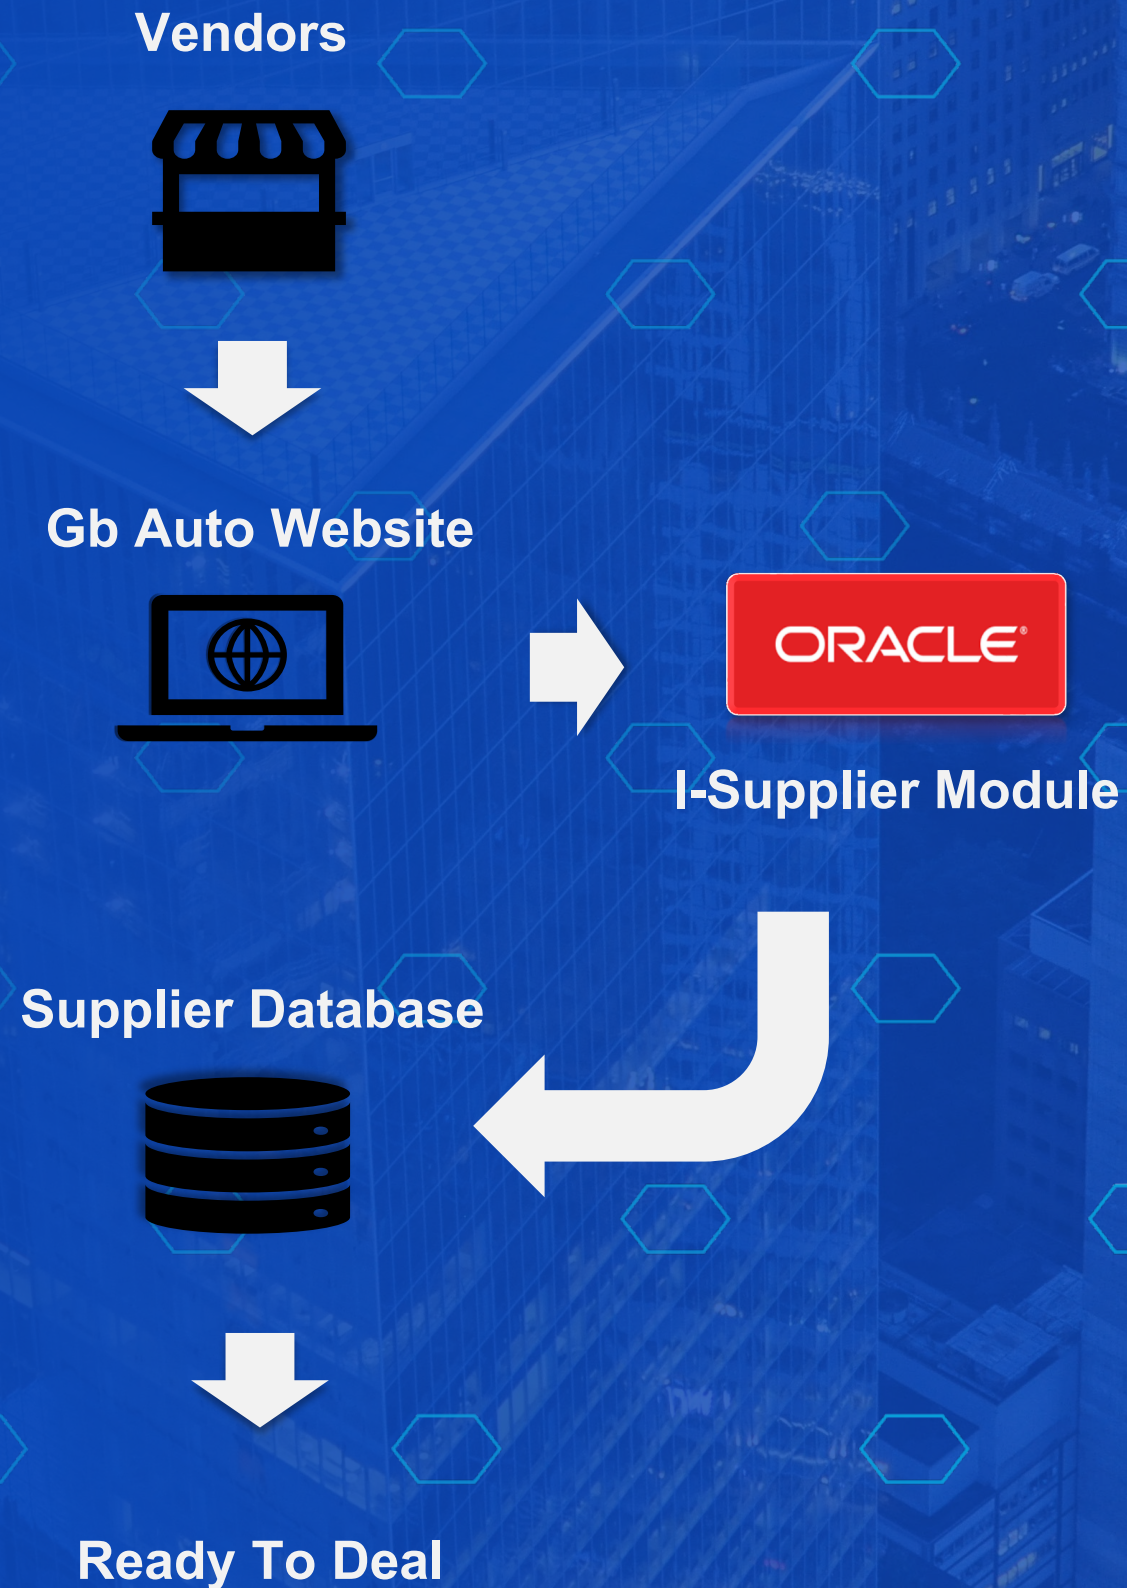 Vendors
Gb Auto Website
ORACLE®
I-Supplier Module
Supplier Database
Ready To Deal